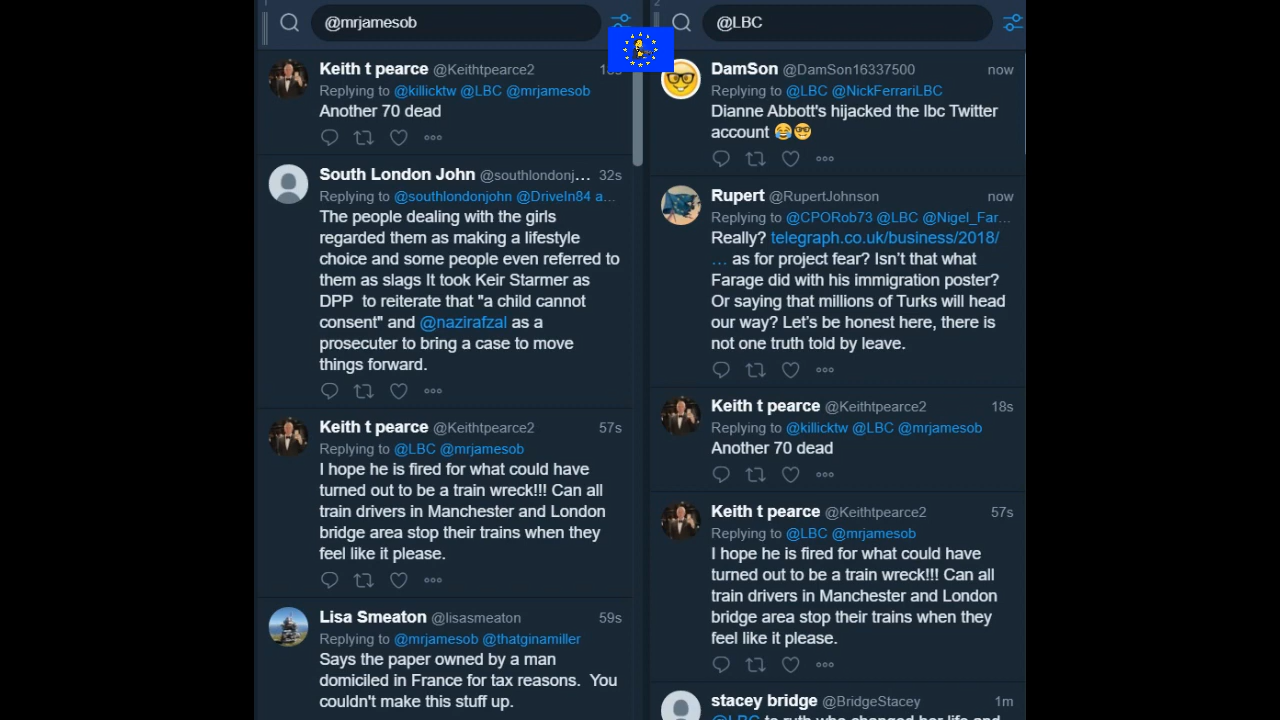 1
@mrjamesob
Keith t pearce @Keithtpearce2
Replying to @killicktw @LBC @mrjamesob
Another 70 dead
South London John @southlondonj... 32s
Replying to @southlondonjohn @DriveIn84 a...
The people dealing with the girls
regarded them as making a lifestyle
choice and some people even referred to
them as slags It took Keir Starmer as
DPP to reiterate that "a child cannot
consent" and @nazirafzal as a
prosecuter to bring a case to move
things forward.
Keith t pearce @Keithtpearce2 57s
Replying to @LBC @mrjamesob
I hope he is fired for what could have
turned out to be a train wreck!!! Can all
train drivers in Manchester and London
bridge area stop their trains when they
feel like it please.
Lisa Smeaton @lisasmeaton 59s
Replying to @mrjamesob @thatginamiller
Says the paper owned by a man
domiciled in France for tax reasons. You
couldn't make this stuff up.
2
@LBC
DamSon @DamSon16337500 now
Replying to @LBC @NickFerrariLBC
Dianne Abbott's hijacked the lbc Twitter
account 😂🤓
Rupert @RupertJohnson now
Replying to @CPORob73 @LBC @Nigel_Far...
Really? telegraph.co.uk/business/2018/
… as for project fear? Isn't that what
Farage did with his immigration poster?
Or saying that millions of Turks will head
our way? Let's be honest here, there is
not one truth told by leave.
Keith t pearce @Keithtpearce2 18s
Replying to @killicktw @LBC @mrjamesob
Another 70 dead
Keith t pearce @Keithtpearce2 57s
Replying to @LBC @mrjamesob
I hope he is fired for what could have
turned out to be a train wreck!!! Can all
train drivers in Manchester and London
bridge area stop their trains when they
feel like it please.
stacey bridge @BridgeStacey 1m
@LBC to ruth who changed her life and